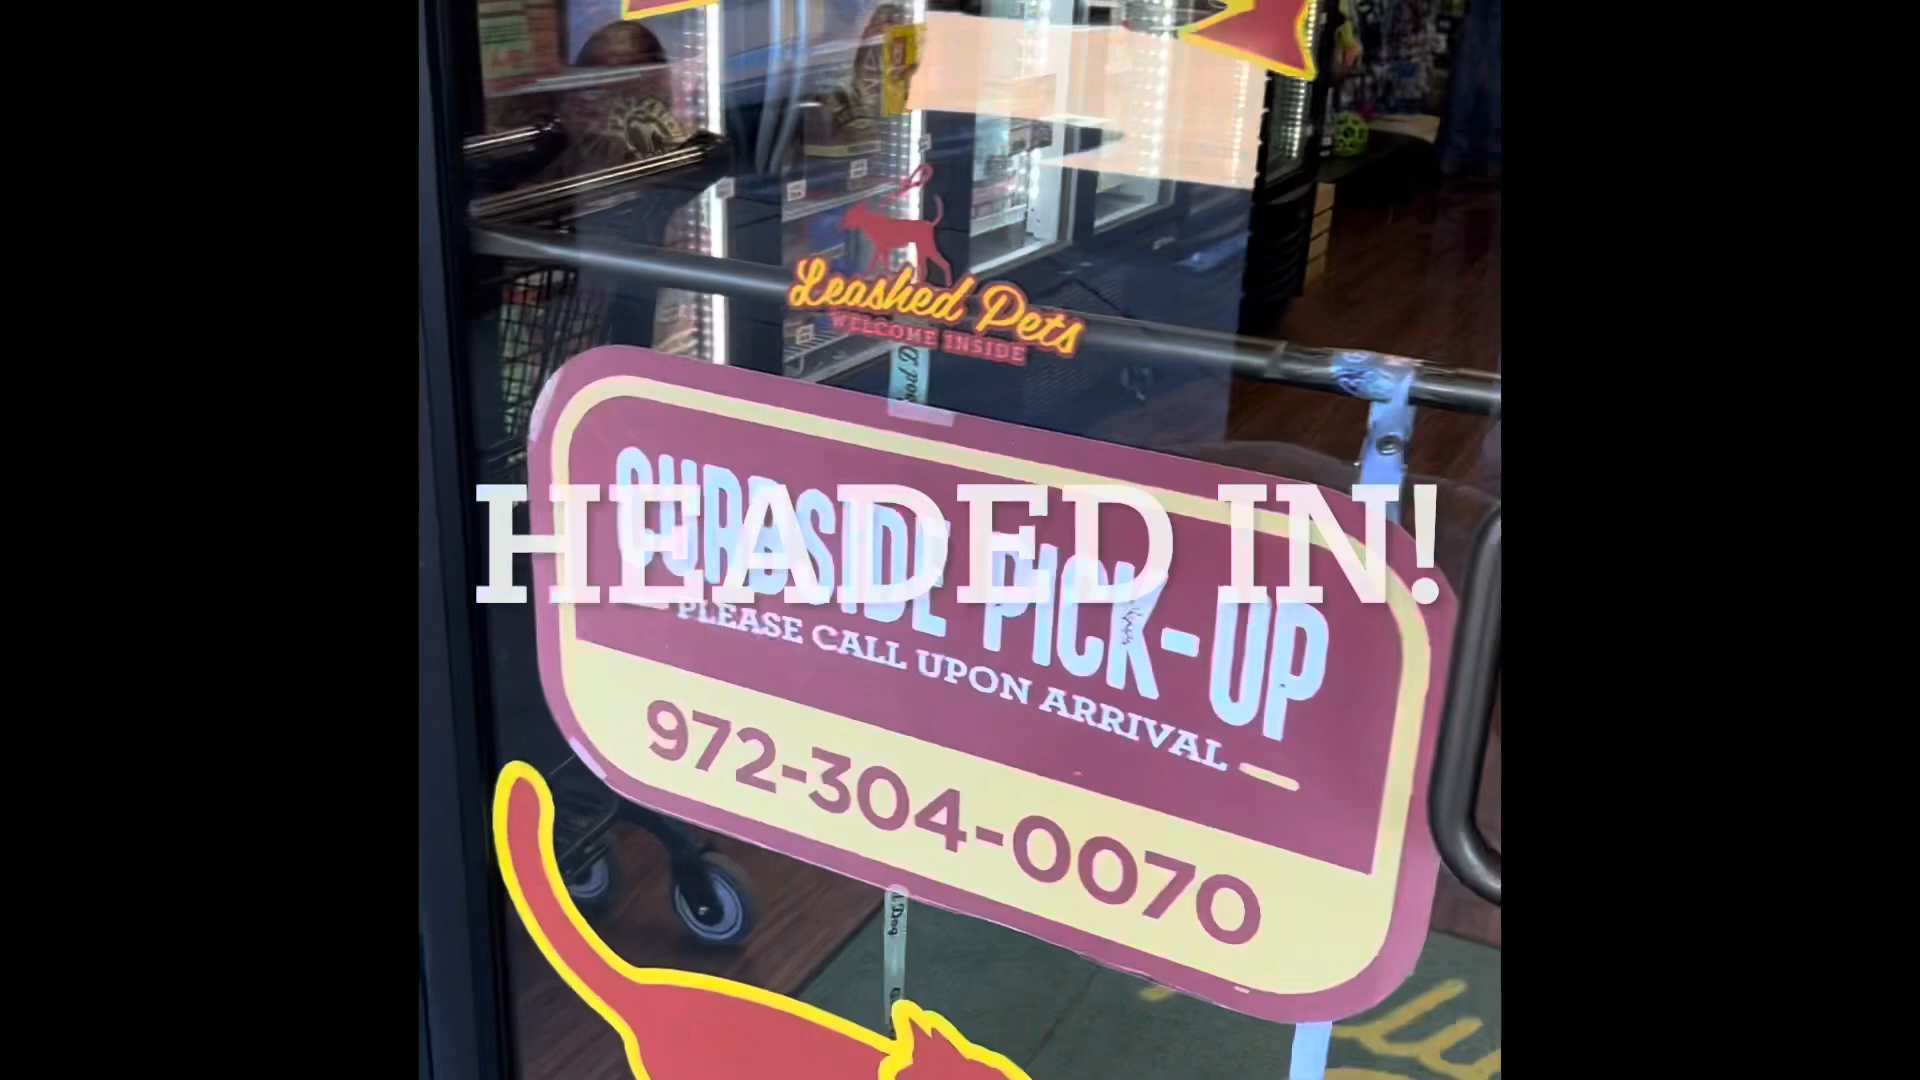 Leashed Pets
WELCOME INSIDE
HEADED IN!
CURBSIDE PICK-UP
PLEASE CALL UPON ARRIVAL
972-304-0070